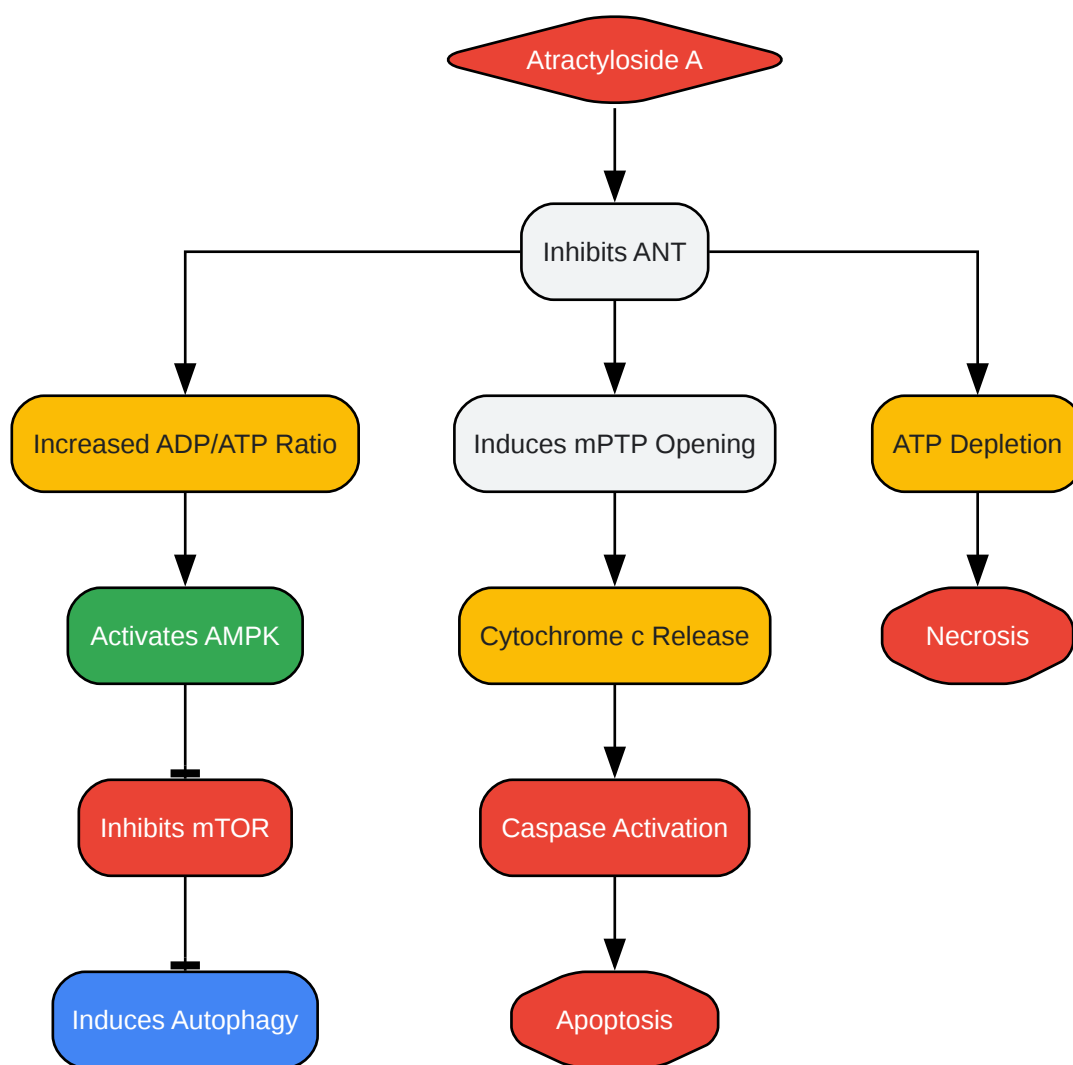 Atractyloside A
Inhibits ANT
Increased ADP/ATP Ratio
Induces mPTP Opening
ATP Depletion
Activates AMPK
Cytochrome c Release
Necrosis
Inhibits mTOR
Caspase Activation
Induces Autophagy
Apoptosis